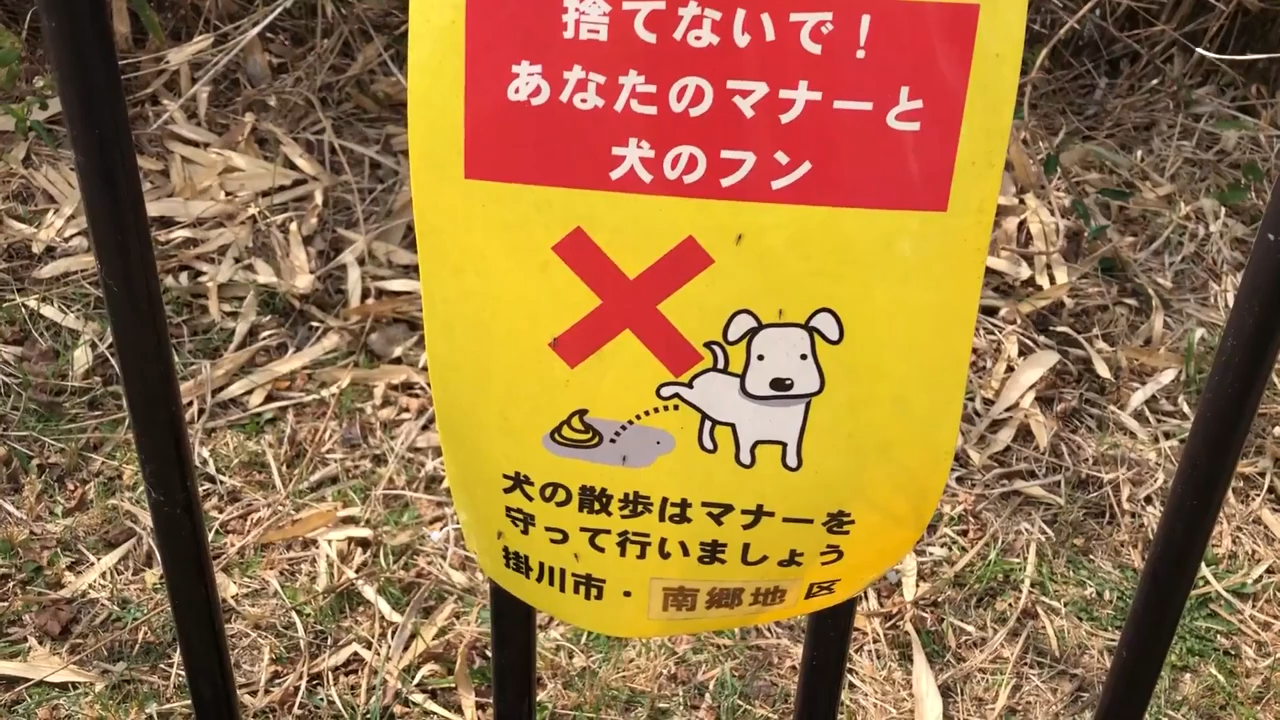 捨てないで！
あなたのマナーと
犬のフン
犬の散歩はマナーを
守って行いましょう
掛川市・南郷地区